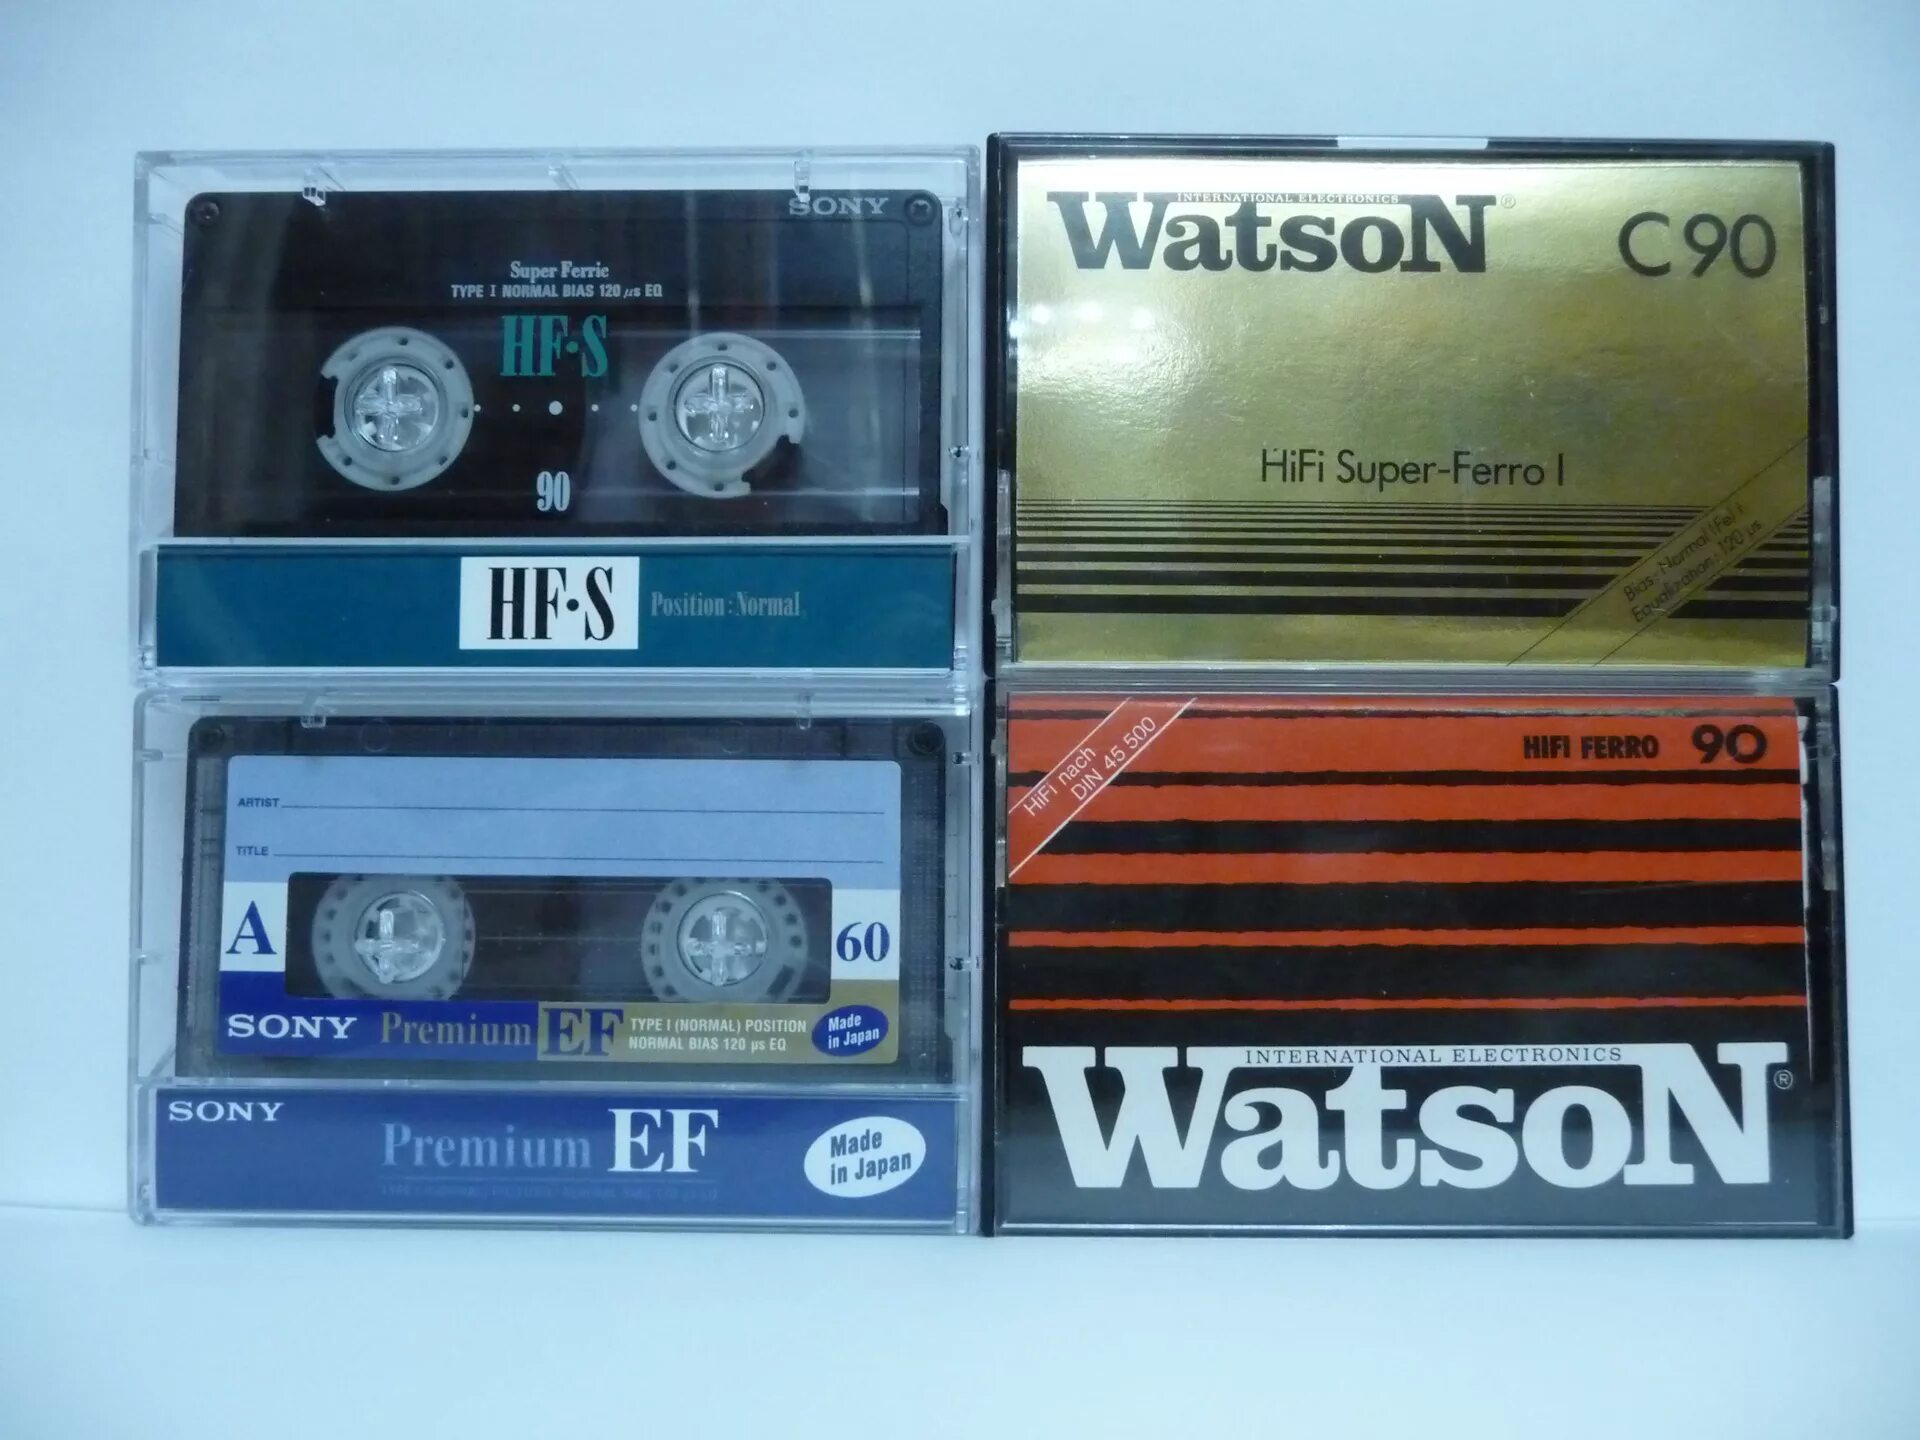 SONY
Super Ferric
TYPE I NORMAL BIAS 120 µs EQ
HF·S
90
HF·S Position : Normal
INTERNATIONAL ELECTRONICS
WatsoN ® C90
HiFi Super-Ferro I
Bias: Normal (Fe) I
Equalization: 120 µs
ARTIST
TITLE
A 60
SONY Premium EF TYPE I (NORMAL) POSITION
NORMAL BIAS 120 µs EQ
Made
in Japan
SONY
Premium EF
Made
in Japan
HiFi nach
DIN 45 500
HIFI FERRO 90
INTERNATIONAL ELECTRONICS
WatsoN ®